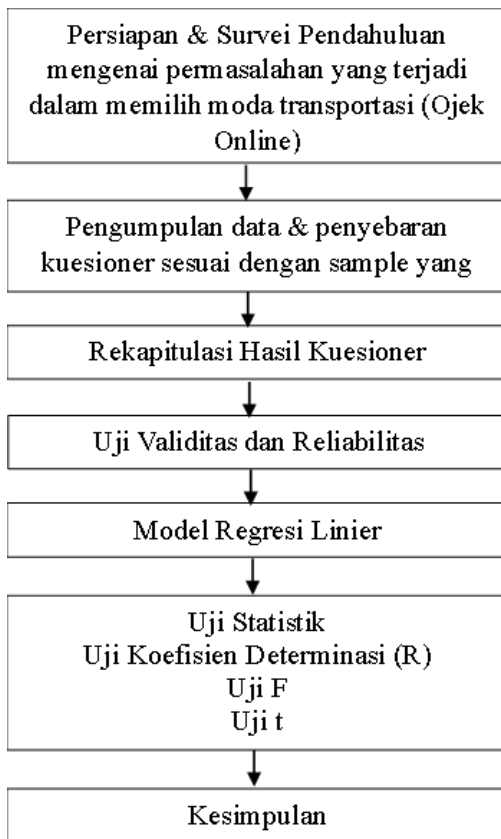 Persiapan & Survei Pendahuluan
mengenai permasalahan yang terjadi
dalam memilih moda transportasi (Ojek
Online)
Pengumpulan data & penyebaran
kuesioner sesuai dengan sample yang
Rekapitulasi Hasil Kuesioner
Uji Validitas dan Reliabilitas
Model Regresi Linier
Uji Statistik
Uji Koefisien Determinasi (R)
Uji F
Uji t
Kesimpulan